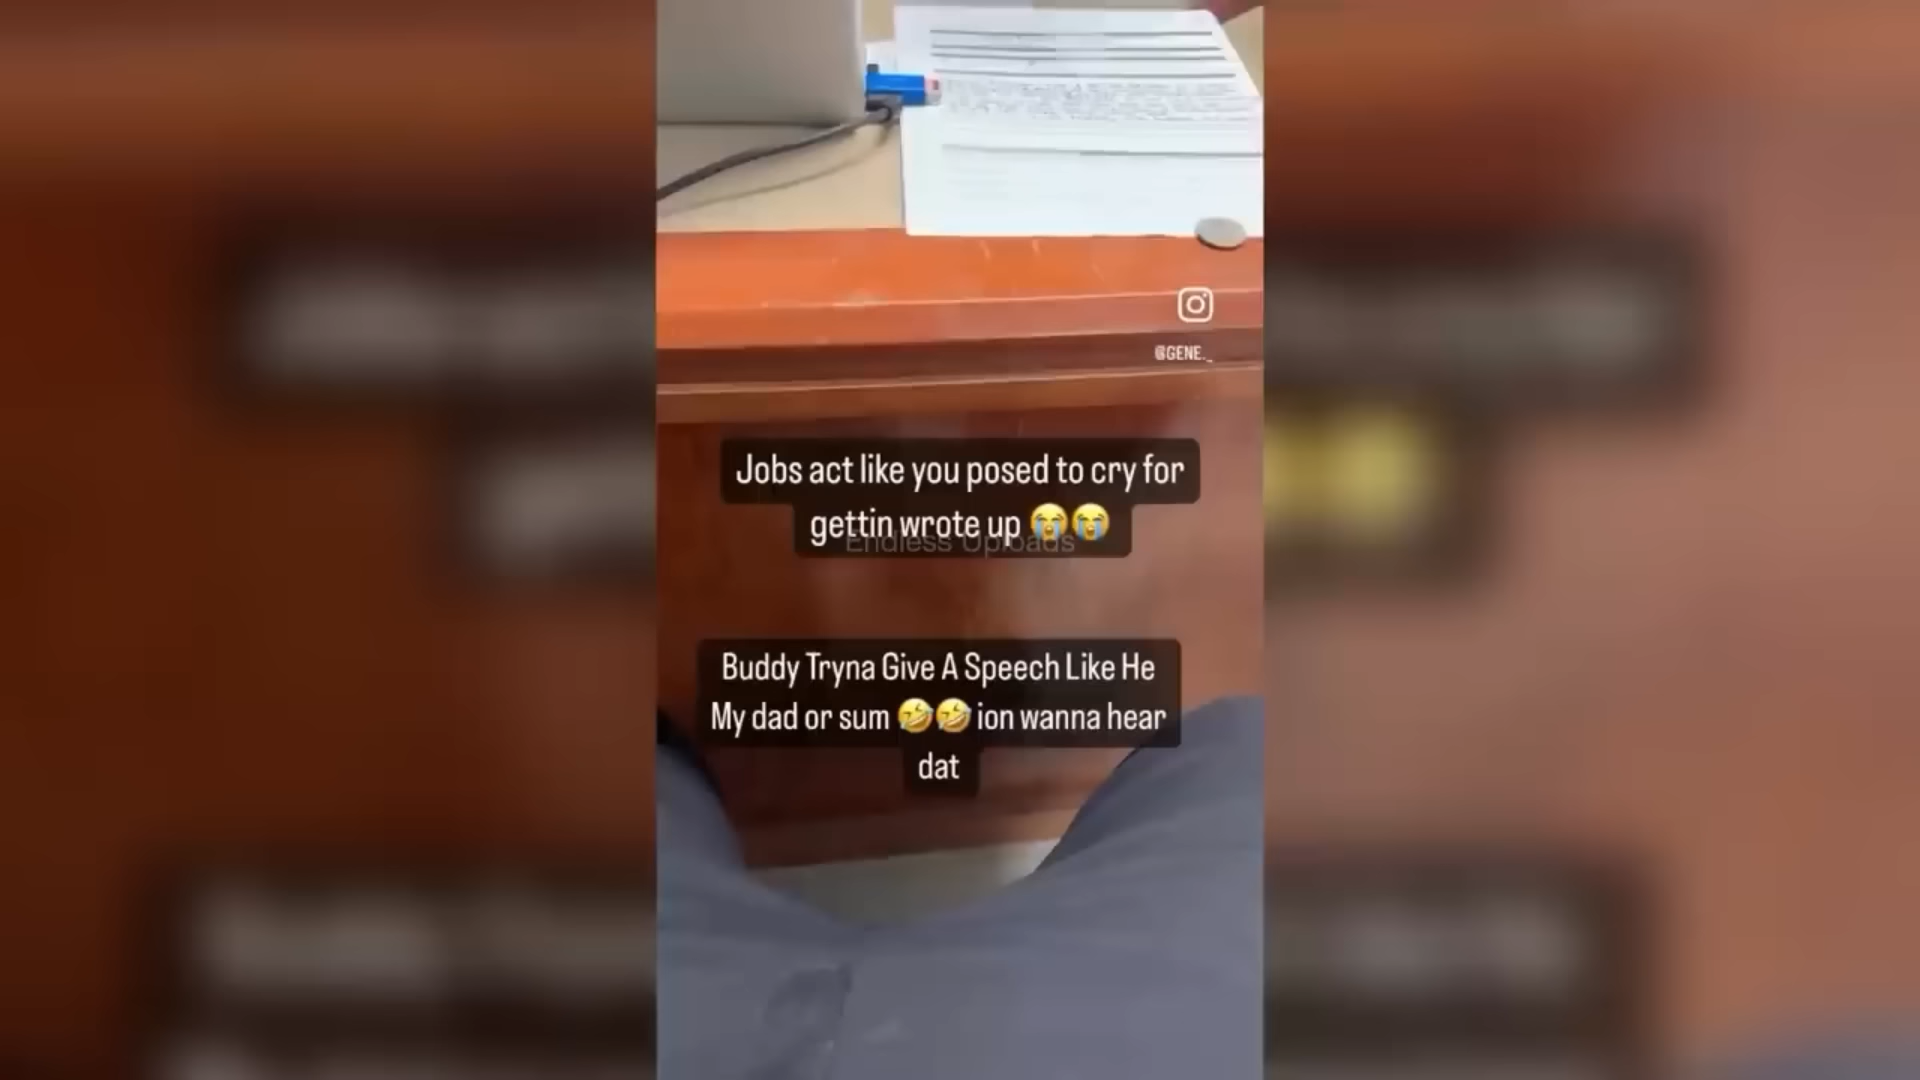 @GENE._
Jobs act like you posed to cry for
gettin wrote up 😭😭
Endless Uploads
Buddy Tryna Give A Speech Like He
My dad or sum 🤣🤣 ion wanna hear
dat